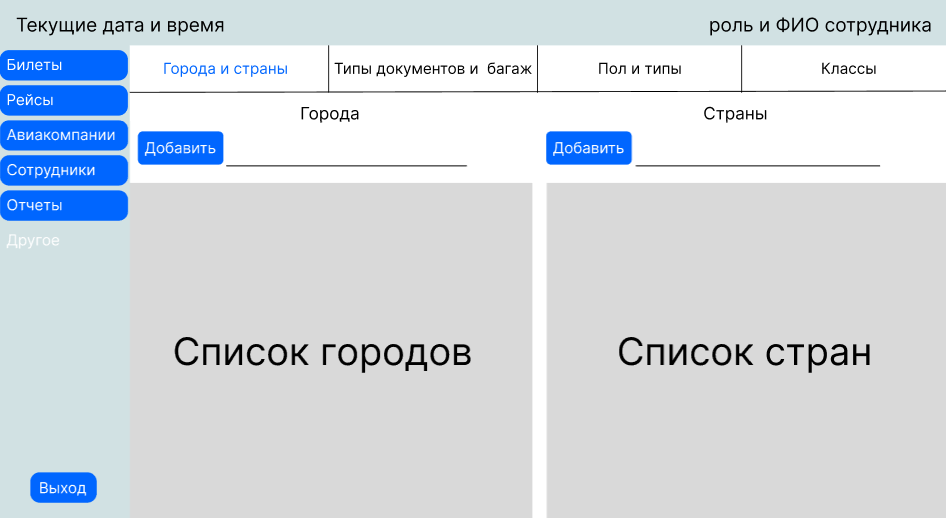 Текущие дата и время
роль и ФИО сотрудника
Билеты
Рейсы
Авиакомпании
Сотрудники
Отчеты
Другое
Выход
Города и страны
Типы документов и багаж
Пол и типы
Классы
Города
Добавить
Список городов
Страны
Добавить
Список стран